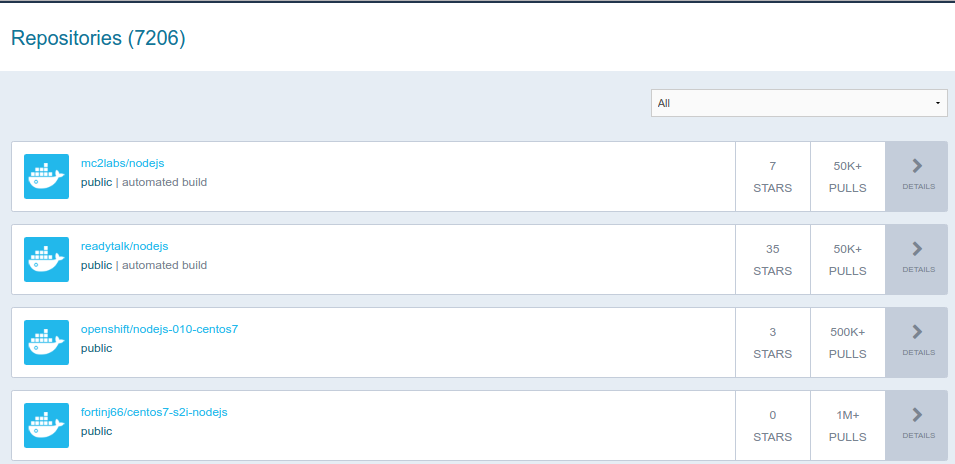 Repositories (7206)
All
mc2labs/nodejs
public | automated build
7
STARS
50K+
PULLS
DETAILS
readytalk/nodejs
public | automated build
35
STARS
50K+
PULLS
DETAILS
openshift/nodejs-010-centos7
public
3
STARS
500K+
PULLS
DETAILS
fortinj66/centos7-s2i-nodejs
public
0
STARS
1M+
PULLS
DETAILS